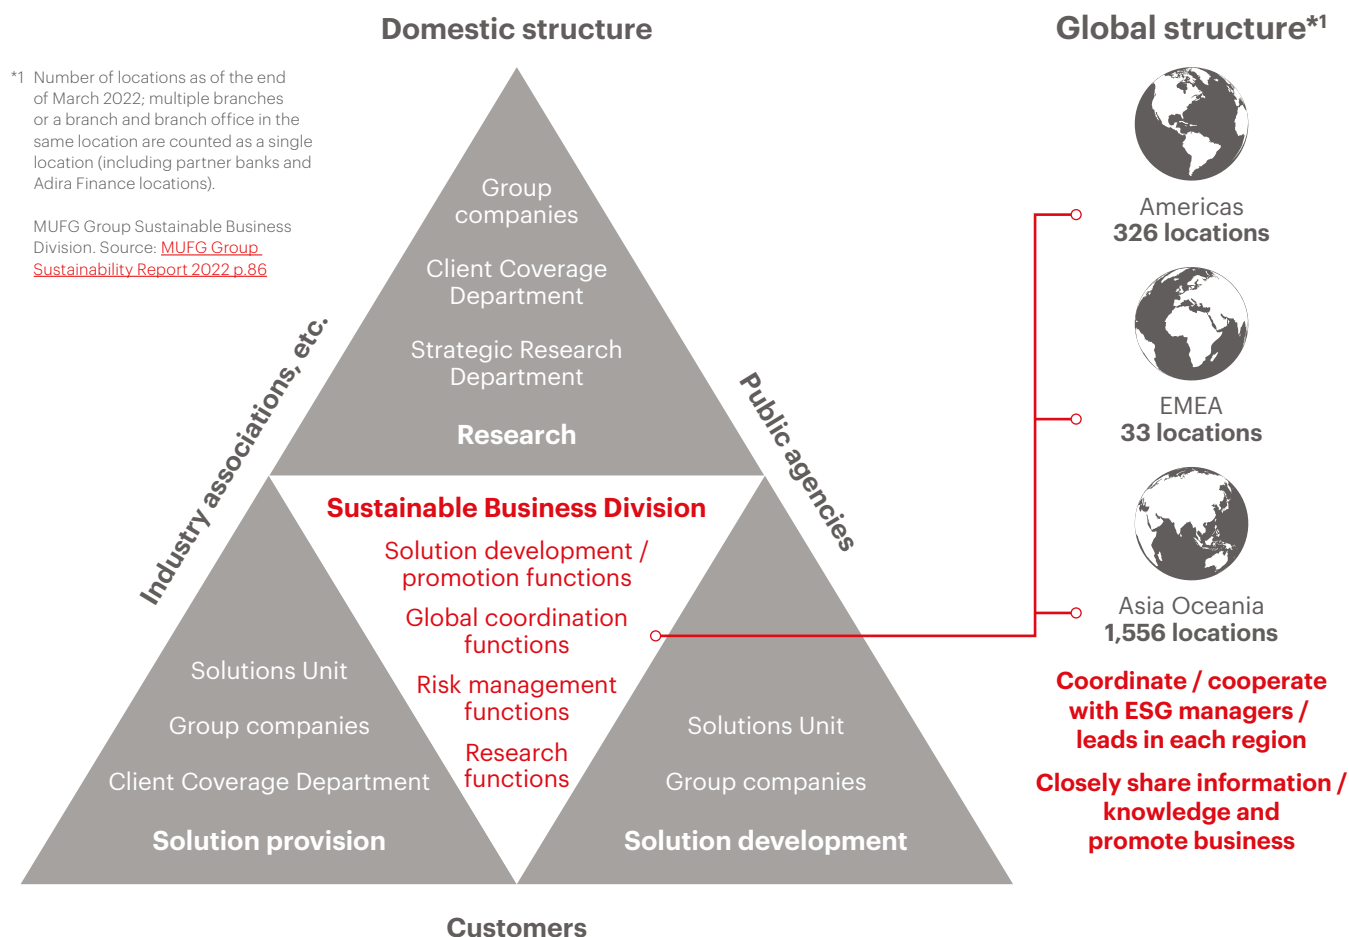 Domestic structure
Global structure*1
*1 Number of locations as of the end
of March 2022; multiple branches
or a branch and branch office in the
same location are counted as a single
location (including partner banks and
Adira Finance locations).
MUFG Group Sustainable Business
Division. Source: MUFG Group
Sustainability Report 2022 p.86
Group
companies
Client Coverage
Department
Strategic Research
Department
Research
Industry associations, etc.
Public agencies
Sustainable Business Division
Solution development /
promotion functions
Global coordination
functions
Risk management
functions
Research
functions
Solutions Unit
Group companies
Client Coverage Department
Solution provision
Solutions Unit
Group companies
Solution development
Customers
Americas
326 locations
EMEA
33 locations
Asia Oceania
1,556 locations
Coordinate / cooperate
with ESG managers /
leads in each region
Closely share information /
knowledge and
promote business